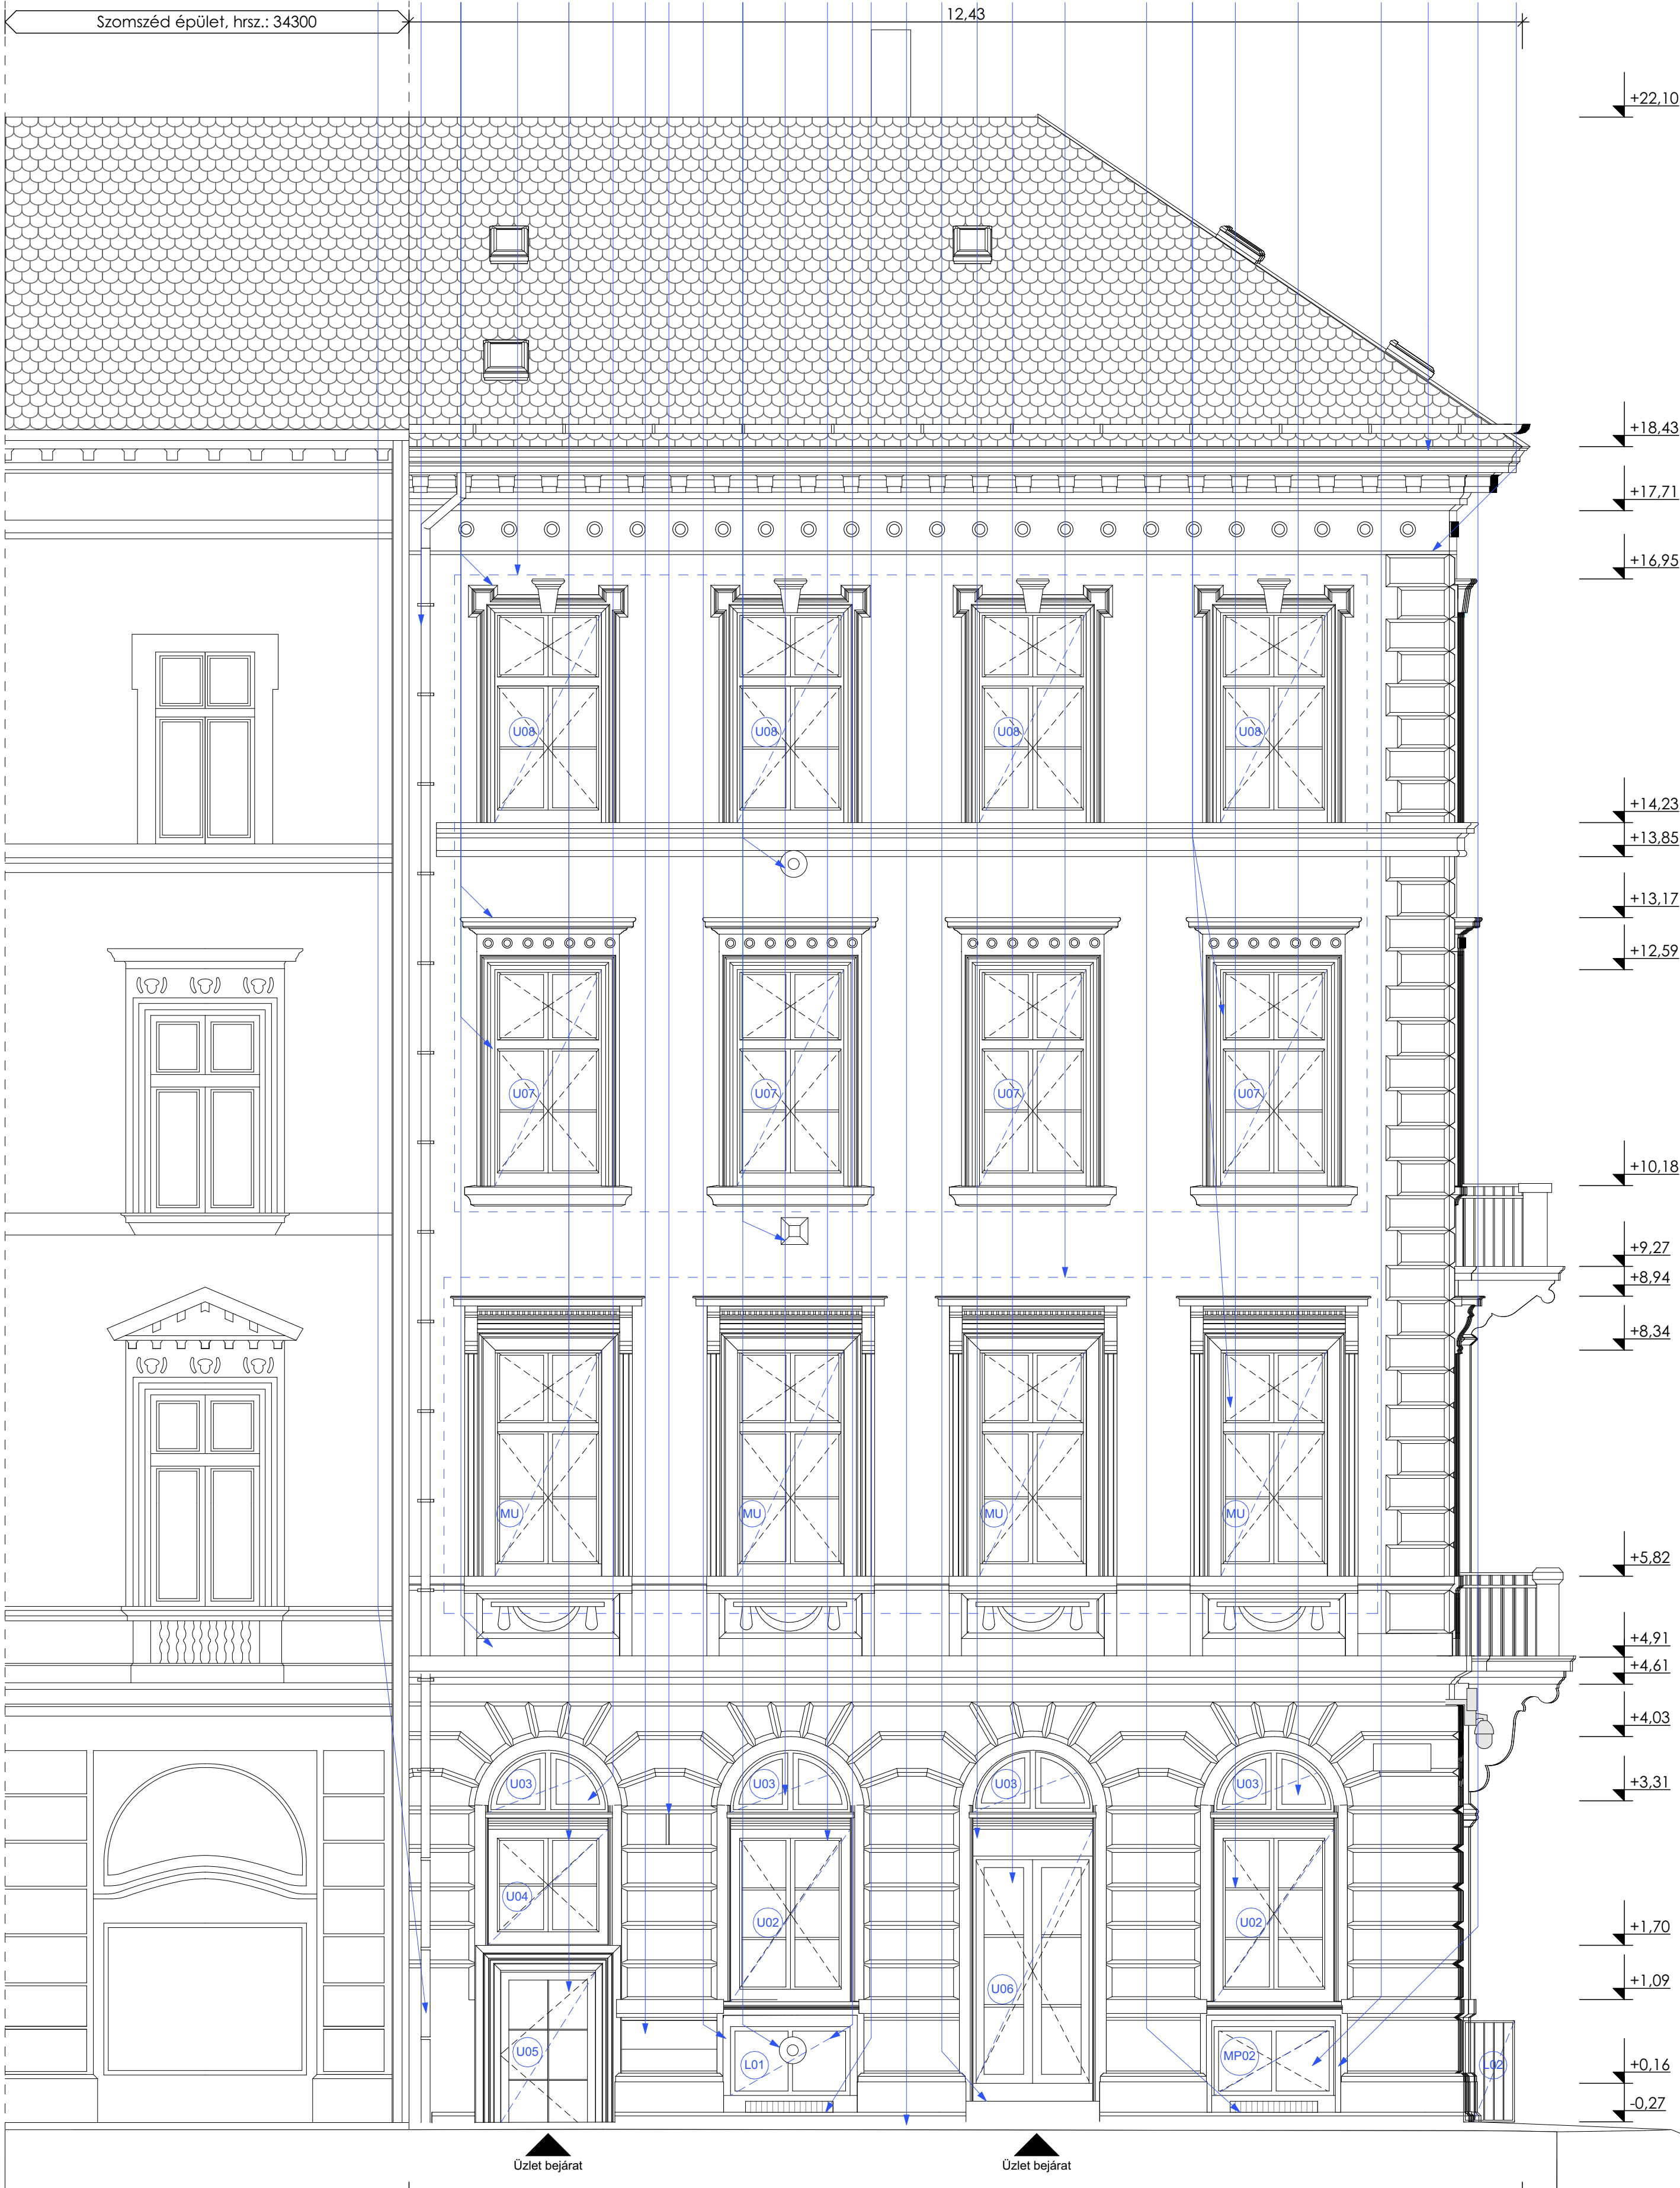 Szomszéd épület, hrsz.: 34300
12,43
+22,10
+18,43
+17,71
+16,95
U08 U08 U08 U08
+14,23
+13,85
+13,17
+12,59
U07 U07 U07 U07
+10,18
+9,27
+8,94
+8,34
MU MU MU MU
+5,82
+4,91
+4,61
+4,03
U03 U03 U03 U03
+3,31
U04 U02 U02
+1,70
U06
+1,09
U05 L01 MP02 L02
+0,16
-0,27
Üzlet bejárat Üzlet bejárat